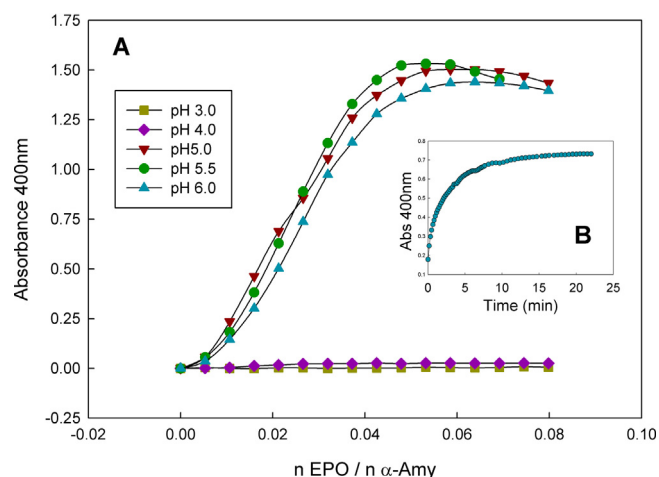 A
1.75
1.50
1.25
1.00
0.75
0.50
0.25
0.00
-0.25
Absorbance 400nm
pH 3.0
pH 4.0
pH5.0
pH 5.5
pH 6.0
0.8
0.7
0.6
0.5
0.4
0.3
0.2
0.1
Abs 400nm
B
0 5 10 15 20 25
Time (min)
-0.02 0.00 0.02 0.04 0.06 0.08 0.10
n EPO / n α-Amy